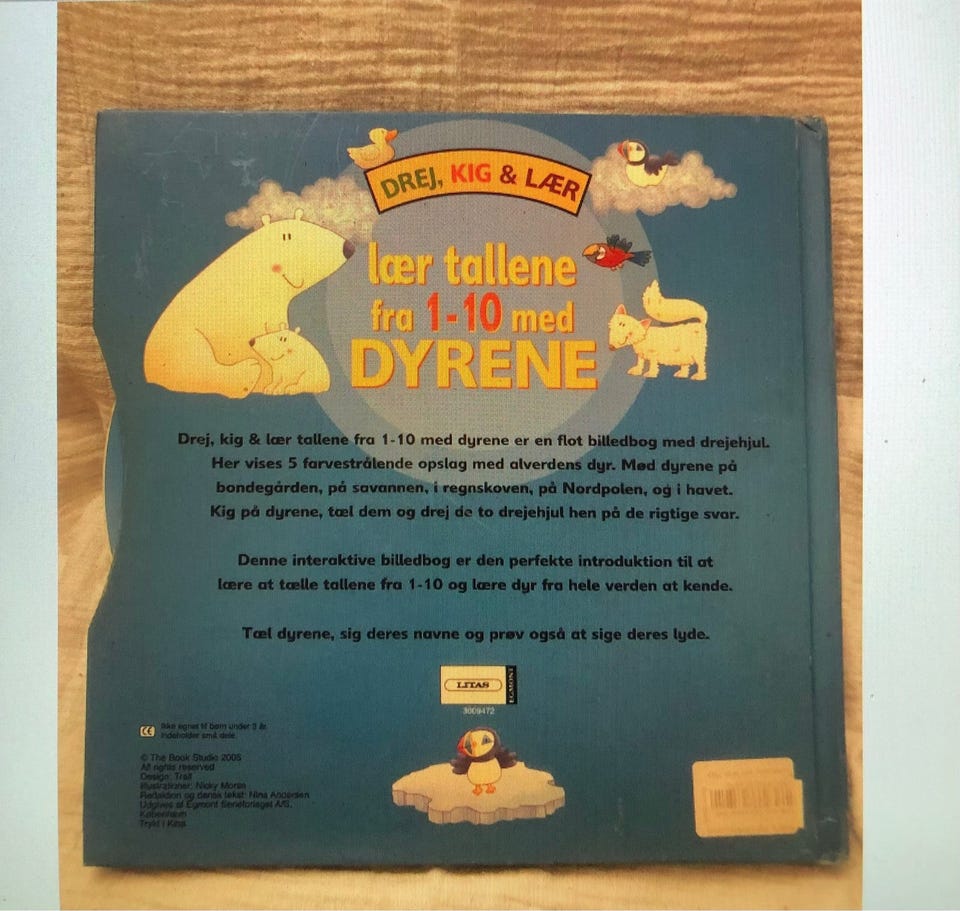 DREJ, KIG & LÆR
lær tallene
fra 1-10 med
DYRENE
Drej, kig & lær tallene fra 1-10 med dyrene er en flot billedbog med drejehjul.
Her vises 5 farvestrålende opslag med alverdens dyr. Mød dyrene på
bondegården, på savannen, i regnskoven, på Nordpolen, og i havet.
Kig på dyrene, tæl dem og drej de to drejehjul hen på de rigtige svar.
Denne interaktive billedbog er den perfekte introduktion til at
lære at tælle tallene fra 1-10 og lære dyr fra hele verden at kende.
Tæl dyrene, sig deres navne og prøv også at sige deres lyde.
LITAS
EGMONT
3009472
CE
Ikke egnet til børn under 3 år.
Indeholder små dele.
© The Book Studio 2005
All rights reserved
Design: Trait
Illustrationer: Nicky Moran
Redaktion og dansk tekst: Nina Andersen
Udgives af Egmont Serieforlaget A/S,
København
Trykt i Kina